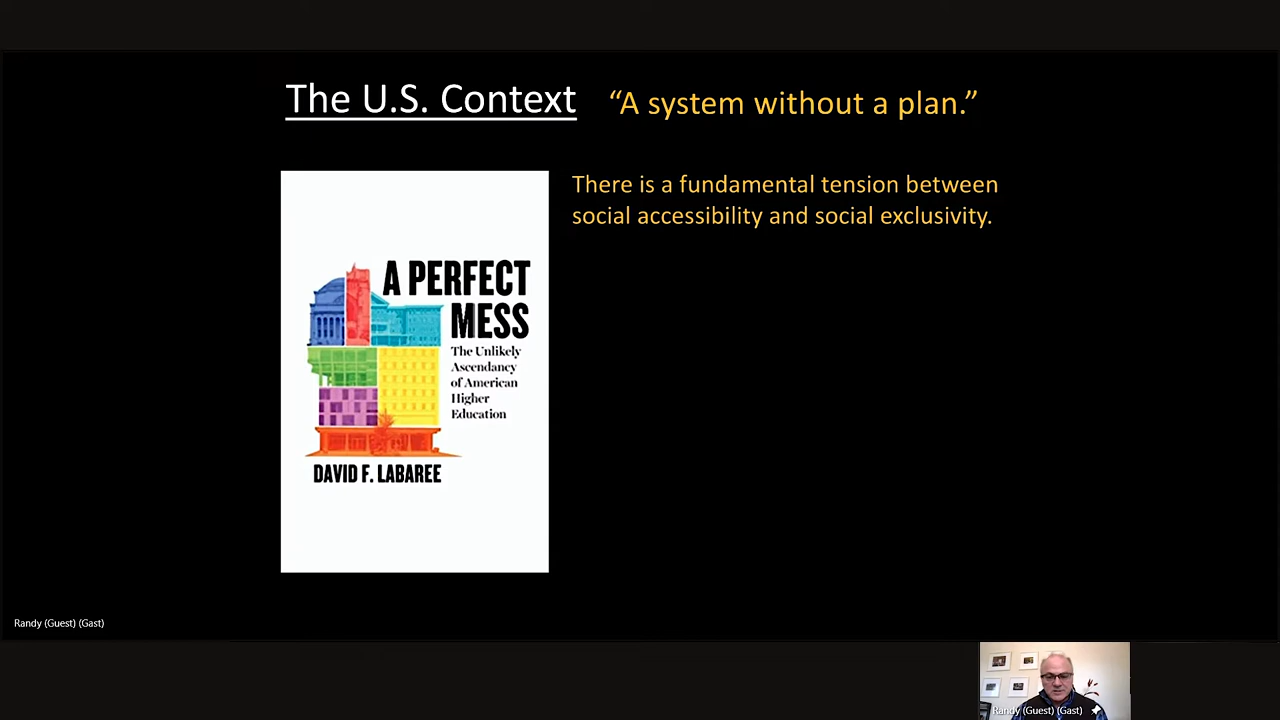 The U.S. Context “A system without a plan.”
There is a fundamental tension between
social accessibility and social exclusivity.
A PERFECT
MESS
The Unlikely
Ascendancy
of American
Higher
Education
DAVID F. LABAREE
Randy (Guest) (Gast)
Randy (Guest) (Gast)